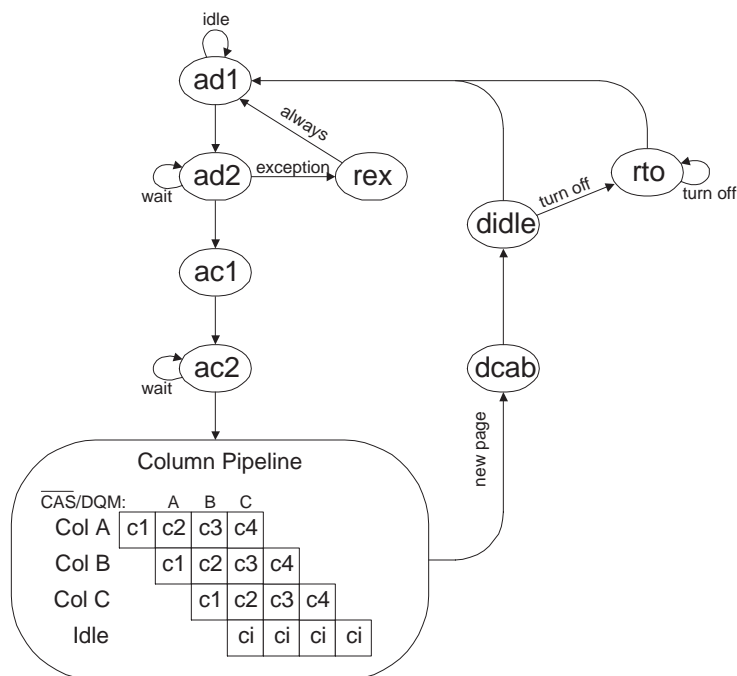 idle
ad1
always
ad2
exception
rex
wait
rto
turn off
turn off
didle
ac1
ac2
wait
dcab
new page
Column Pipeline
CAS/DQM: A B C
Col A c1 c2 c3 c4
Col B c1 c2 c3 c4
Col C c1 c2 c3 c4
Idle ci ci ci ci